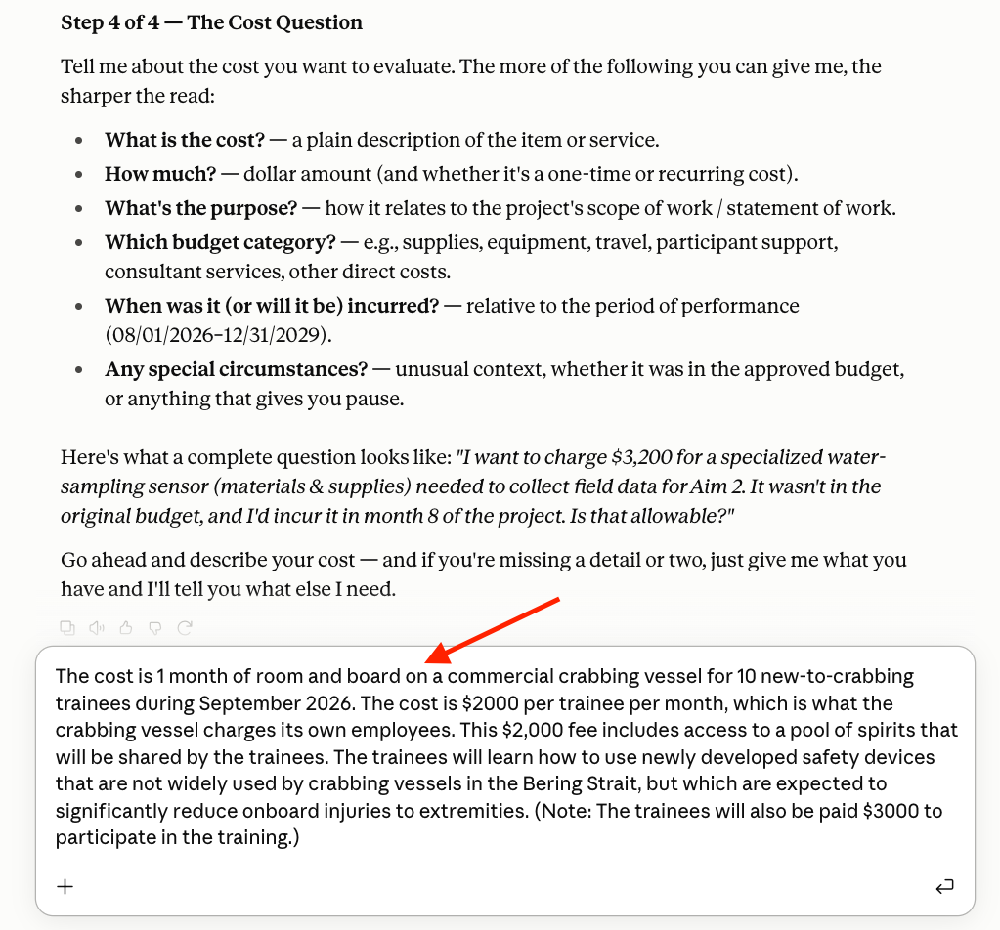 Step 4 of 4 — The Cost Question
Tell me about the cost you want to evaluate. The more of the following you can give me, the
sharper the read:
• What is the cost? — a plain description of the item or service.
• How much? — dollar amount (and whether it's a one-time or recurring cost).
• What's the purpose? — how it relates to the project's scope of work / statement of work.
• Which budget category? — e.g., supplies, equipment, travel, participant support,
consultant services, other direct costs.
• When was it (or will it be) incurred? — relative to the period of performance
(08/01/2026–12/31/2029).
• Any special circumstances? — unusual context, whether it was in the approved budget,
or anything that gives you pause.
Here's what a complete question looks like: "I want to charge $3,200 for a specialized water-
sampling sensor (materials & supplies) needed to collect field data for Aim 2. It wasn't in the
original budget, and I'd incur it in month 8 of the project. Is that allowable?"
Go ahead and describe your cost — and if you're missing a detail or two, just give me what you
have and I'll tell you what else I need.
The cost is 1 month of room and board on a commercial crabbing vessel for 10 new-to-crabbing
trainees during September 2026. The cost is $2000 per trainee per month, which is what the
crabbing vessel charges its own employees. This $2,000 fee includes access to a pool of spirits that
will be shared by the trainees. The trainees will learn how to use newly developed safety devices
that are not widely used by crabbing vessels in the Bering Strait, but which are expected to
significantly reduce onboard injuries to extremities. (Note: The trainees will also be paid $3000 to
participate in the training.)